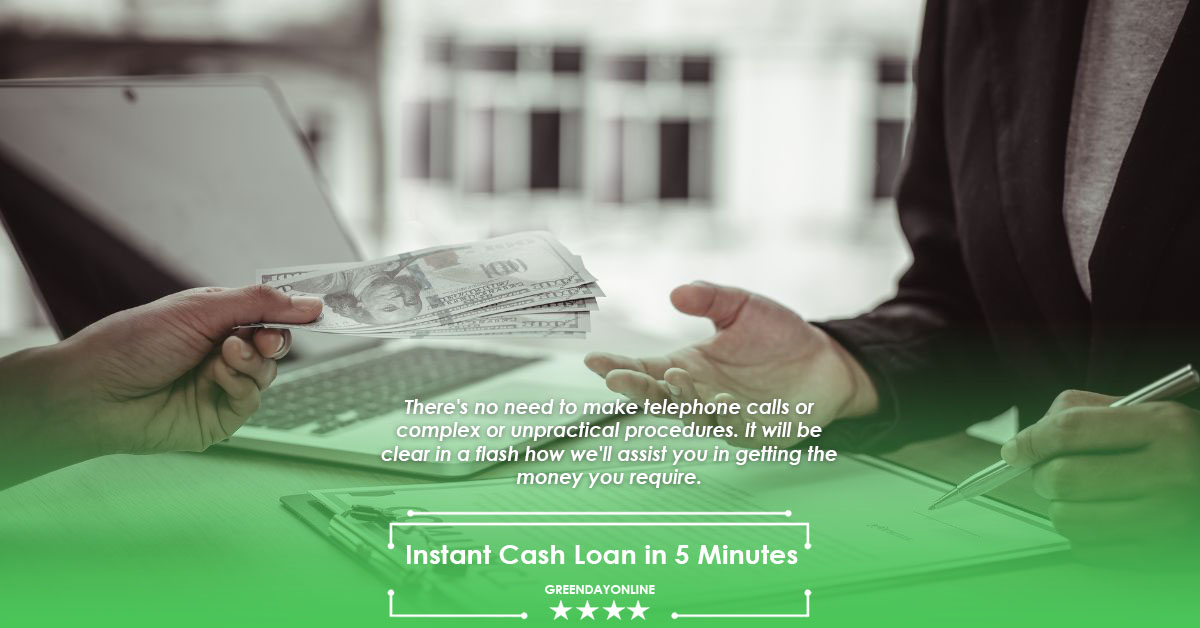 There's no need to make telephone calls or
complex or unpractical procedures. It will be
clear in a flash how we'll assist you in getting the
money you require.
Instant Cash Loan in 5 Minutes
GREENDAYONLINE